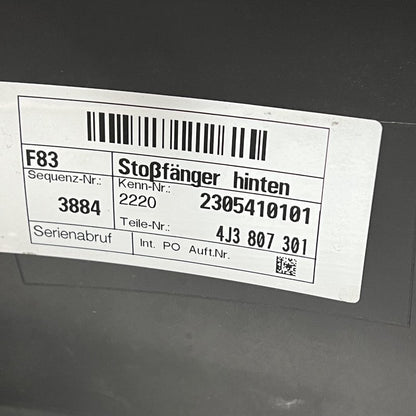 F83
Stoßfänger hinten
Sequenz-Nr.:
3884
Kenn-Nr.:
2220 2305410101
Teile-Nr.:
4J3 807 301
Serienabruf
Int. PO Auft.Nr.